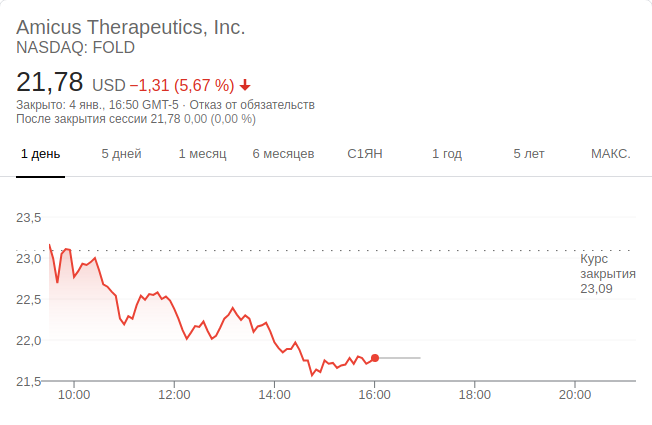 Amicus Therapeutics, Inc.
NASDAQ: FOLD
21,78 USD −1,31 (5,67 %)
Закрыто: 4 янв., 16:50 GMT-5 · Отказ от обязательств
После закрытия сессии 21,78 0,00 (0,00 %)
1 день 5 дней 1 месяц 6 месяцев С1ЯН 1 год 5 лет МАКС.
23,5
23,0
22,5
22,0
21,5
Курс
закрытия
23,09
10:00 12:00 14:00 16:00 18:00 20:00